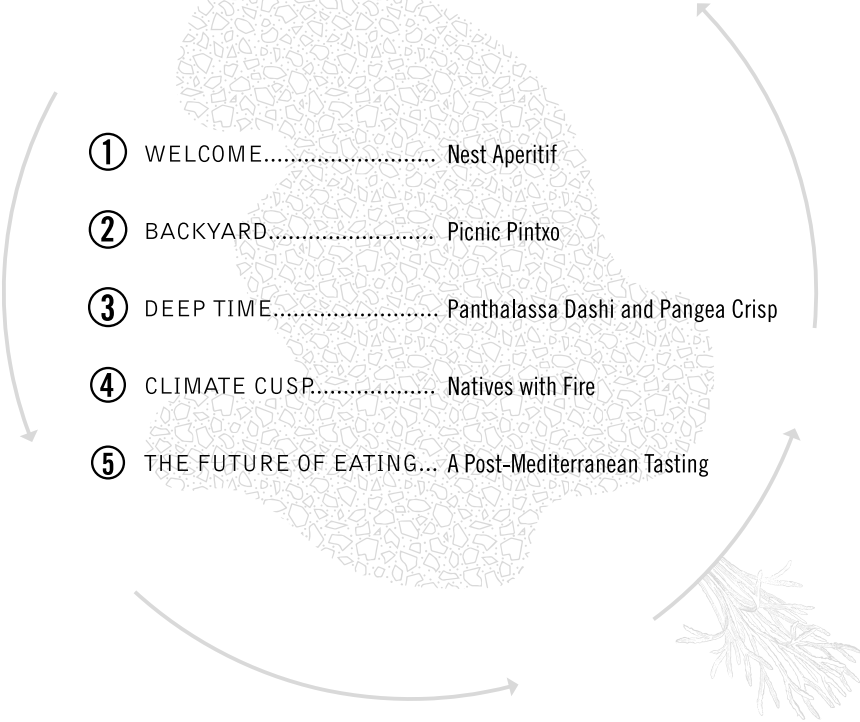 1 WELCOME.......................... Nest Aperitif
2 BACKYARD......................... Picnic Pintxo
3 DEEP TIME......................... Panthalassa Dashi and Pangea Crisp
4 CLIMATE CUSP................... Natives with Fire
5 THE FUTURE OF EATING... A Post-Mediterranean Tasting